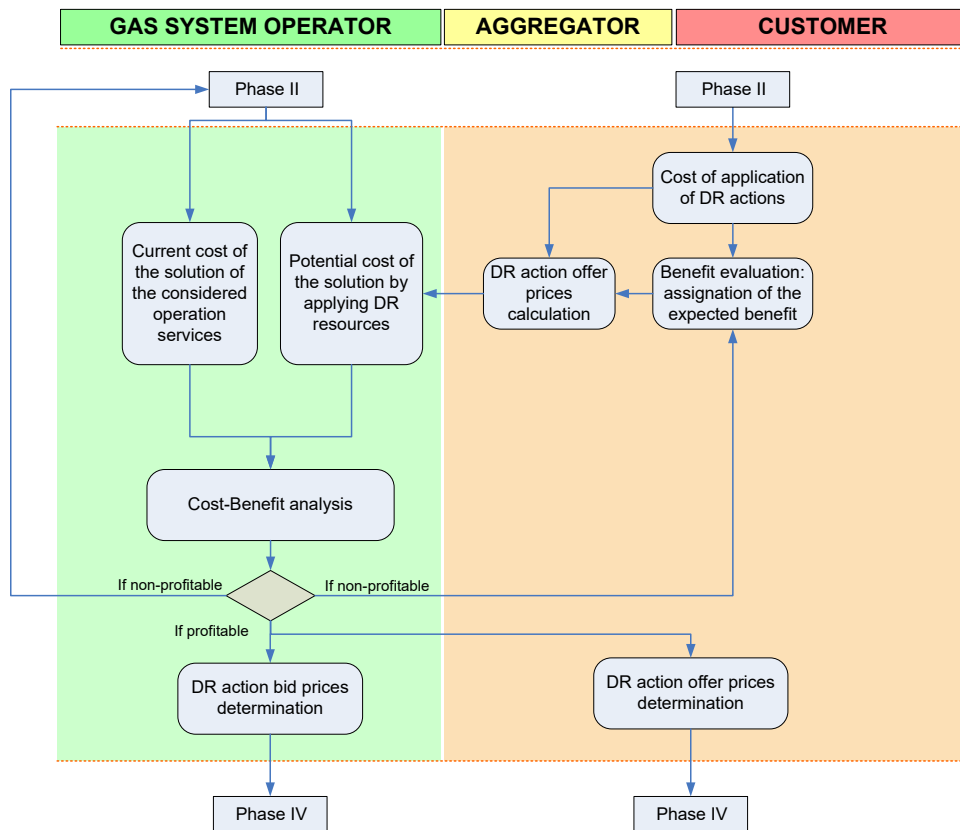 GAS SYSTEM OPERATOR
AGGREGATOR
CUSTOMER
Phase II
Phase II
Cost of application
of DR actions
Current cost of
the solution of
the considered
operation
services
Potential cost of
the solution by
applying DR
resources
DR action offer
prices
calculation
Benefit evaluation:
assignation of the
expected benefit
Cost-Benefit analysis
If non-profitable
If non-profitable
If profitable
DR action bid prices
determination
DR action offer prices
determination
Phase IV
Phase IV